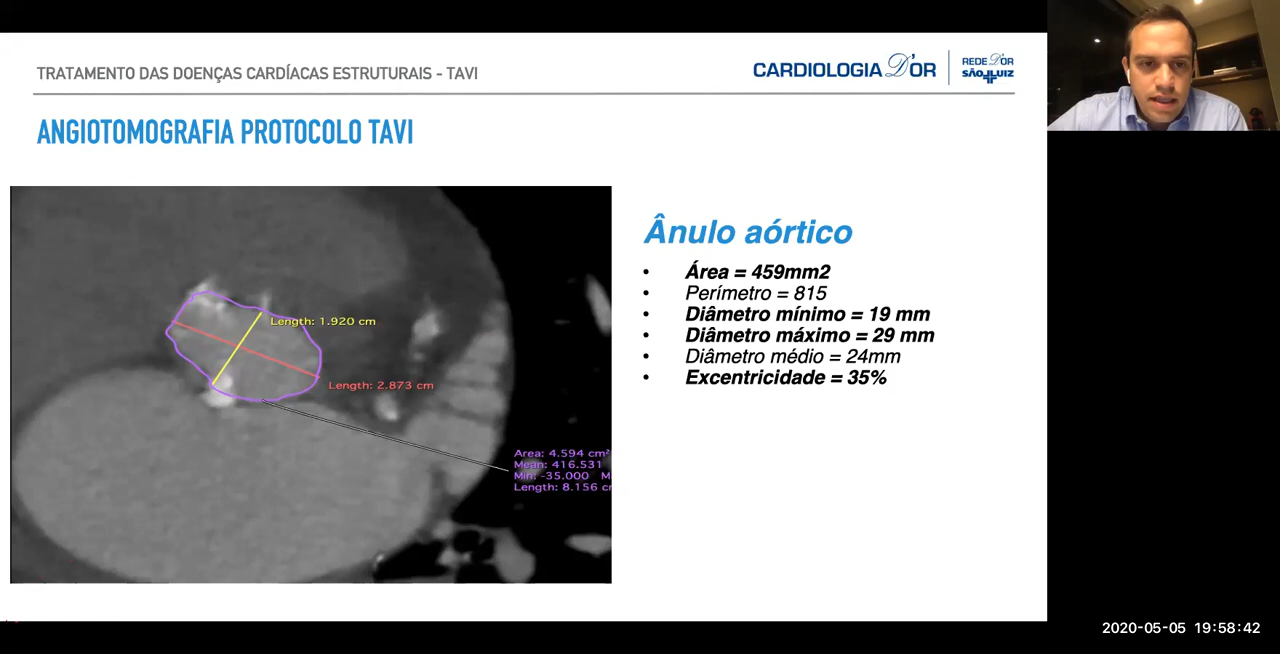 TRATAMENTO DAS DOENÇAS CARDÍACAS ESTRUTURAIS - TAVI
CARDIOLOGIA D'OR
REDE D'OR
SÃO LUIZ
ANGIOTOMOGRAFIA PROTOCOLO TAVI
Length: 1.920 cm
Length: 2.873 cm
Area: 4.594 cm²
Mean: 416.531
Min: -35.000 M
Length: 8.156 c
Ânulo aórtico
• Área = 459mm2
• Perímetro = 815
• Diâmetro mínimo = 19 mm
• Diâmetro máximo = 29 mm
• Diâmetro médio = 24mm
• Excentricidade = 35%
2020-05-05 19:58:42